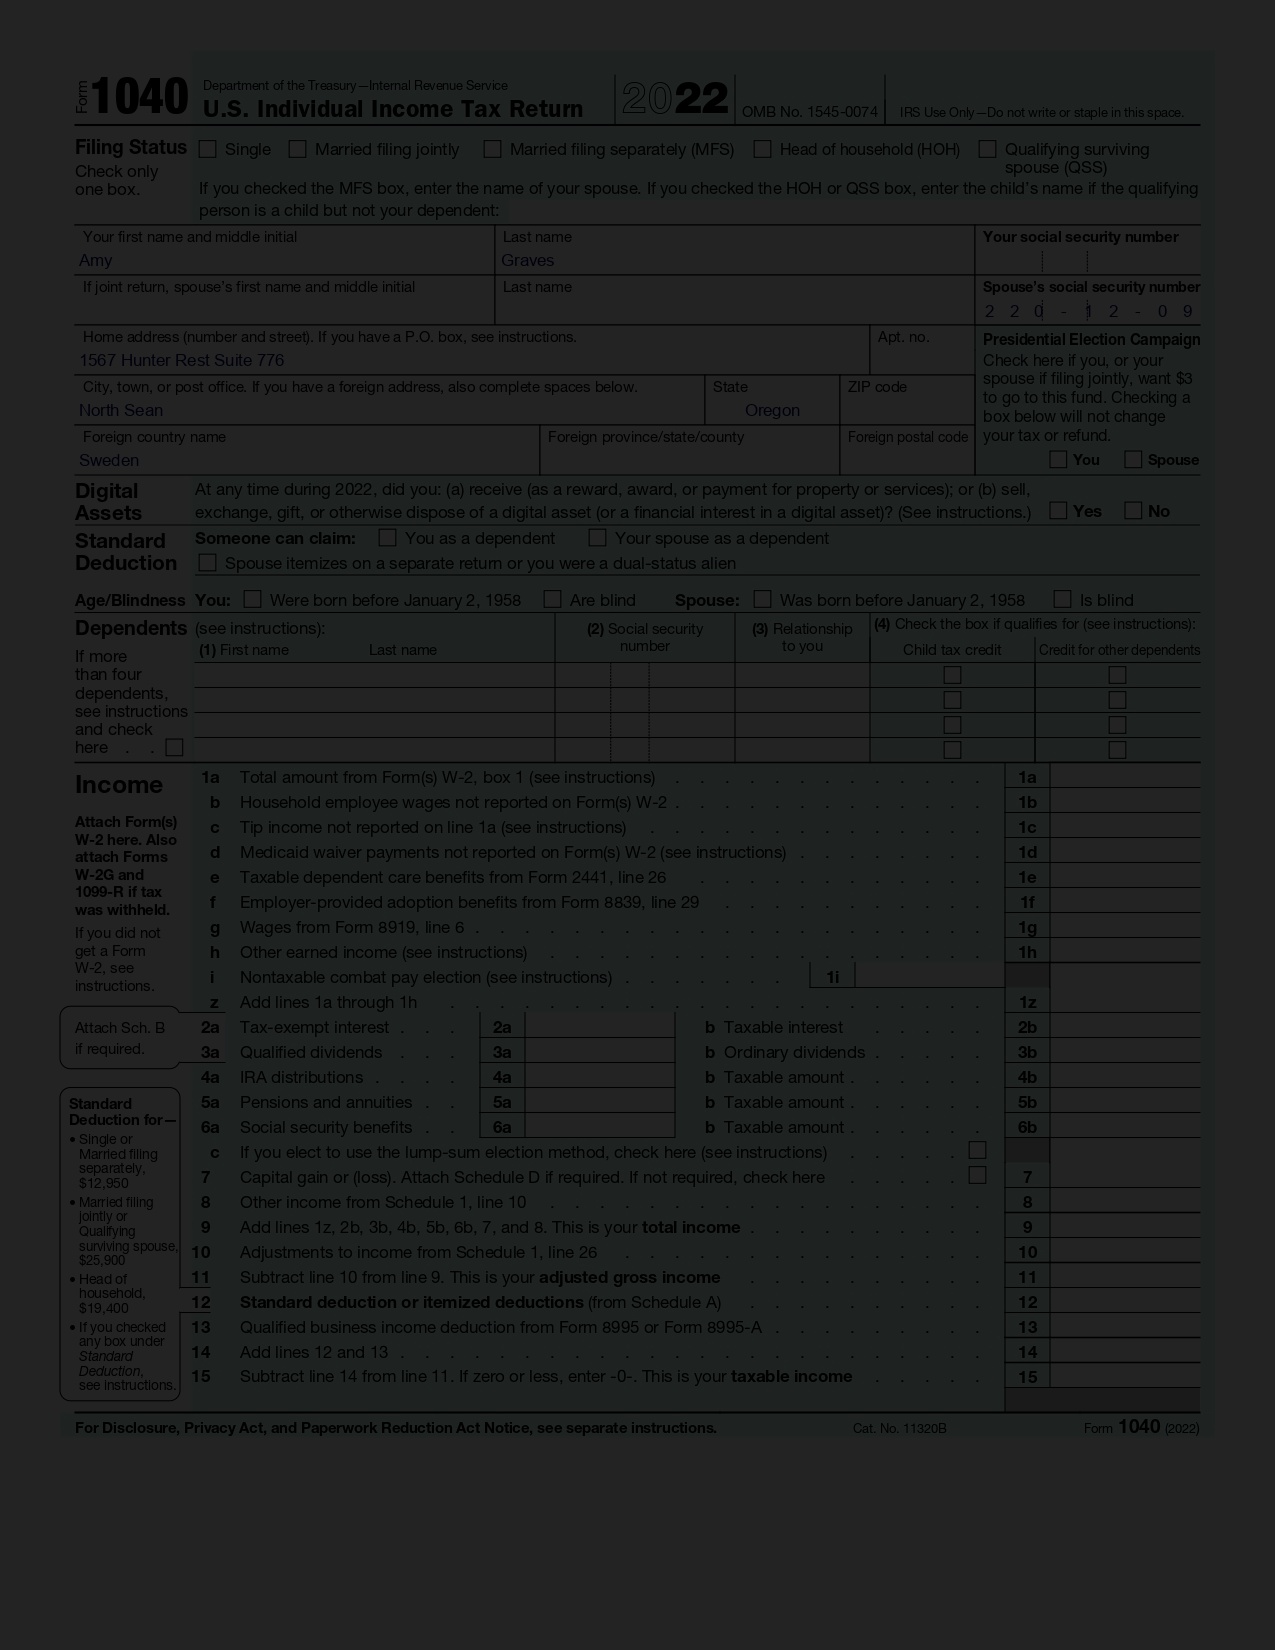 Form 1040 Department of the Treasury—Internal Revenue Service
U.S. Individual Income Tax Return 2022 OMB No. 1545-0074 IRS Use Only—Do not write or staple in this space.
Filing Status
Check only
one box.
Single Married filing jointly Married filing separately (MFS) Head of household (HOH) Qualifying surviving
spouse (QSS)
If you checked the MFS box, enter the name of your spouse. If you checked the HOH or QSS box, enter the child's name if the qualifying
person is a child but not your dependent:
Your first name and middle initial Last name Your social security number
Amy Graves
If joint return, spouse's first name and middle initial Last name Spouse's social security number
220-12-09
Home address (number and street). If you have a P.O. box, see instructions. Apt. no.
1567 Hunter Rest Suite 776
City, town, or post office. If you have a foreign address, also complete spaces below. State ZIP code
North Sean Oregon
Foreign country name Foreign province/state/county Foreign postal code
Sweden
Presidential Election Campaign
Check here if you, or your
spouse if filing jointly, want $3
to go to this fund. Checking a
box below will not change
your tax or refund.
You Spouse
Digital
Assets
At any time during 2022, did you: (a) receive (as a reward, award, or payment for property or services); or (b) sell,
exchange, gift, or otherwise dispose of a digital asset (or a financial interest in a digital asset)? (See instructions.) Yes No
Standard
Deduction
Someone can claim: You as a dependent Your spouse as a dependent
Spouse itemizes on a separate return or you were a dual-status alien
Age/Blindness You: Were born before January 2, 1958 Are blind Spouse: Was born before January 2, 1958 Is blind
Dependents (see instructions):
(1) First name Last name
(2) Social security
number
(3) Relationship
to you
(4) Check the box if qualifies for (see instructions):
Child tax credit Credit for other dependents
If more
than four
dependents,
see instructions
and check
here . .
Income
Attach Form(s)
W-2 here. Also
attach Forms
W-2G and
1099-R if tax
was withheld.
If you did not
get a Form
W-2, see
instructions.
1a Total amount from Form(s) W-2, box 1 (see instructions) 1a
b Household employee wages not reported on Form(s) W-2 1b
c Tip income not reported on line 1a (see instructions) 1c
d Medicaid waiver payments not reported on Form(s) W-2 (see instructions) 1d
e Taxable dependent care benefits from Form 2441, line 26 1e
f Employer-provided adoption benefits from Form 8839, line 29 1f
g Wages from Form 8919, line 6 1g
h Other earned income (see instructions) 1h
i Nontaxable combat pay election (see instructions) 1i
z Add lines 1a through 1h 1z
Attach Sch. B
if required.
2a Tax-exempt interest 2a b Taxable interest 2b
3a Qualified dividends 3a b Ordinary dividends 3b
4a IRA distributions 4a b Taxable amount 4b
5a Pensions and annuities 5a b Taxable amount 5b
6a Social security benefits 6a b Taxable amount 6b
c If you elect to use the lump-sum election method, check here (see instructions)
7 Capital gain or (loss). Attach Schedule D if required. If not required, check here 7
8 Other income from Schedule 1, line 10 8
9 Add lines 1z, 2b, 3b, 4b, 5b, 6b, 7, and 8. This is your total income 9
10 Adjustments to income from Schedule 1, line 26 10
11 Subtract line 10 from line 9. This is your adjusted gross income 11
12 Standard deduction or itemized deductions (from Schedule A) 12
13 Qualified business income deduction from Form 8995 or Form 8995-A 13
14 Add lines 12 and 13 14
15 Subtract line 14 from line 11. If zero or less, enter -0-. This is your taxable income 15
Standard
Deduction for—
• Single or
Married filing
separately,
$12,950
• Married filing
jointly or
Qualifying
surviving spouse,
$25,900
• Head of
household,
$19,400
• If you checked
any box under
Standard
Deduction,
see instructions.
For Disclosure, Privacy Act, and Paperwork Reduction Act Notice, see separate instructions. Cat. No. 11320B Form 1040 (2022)